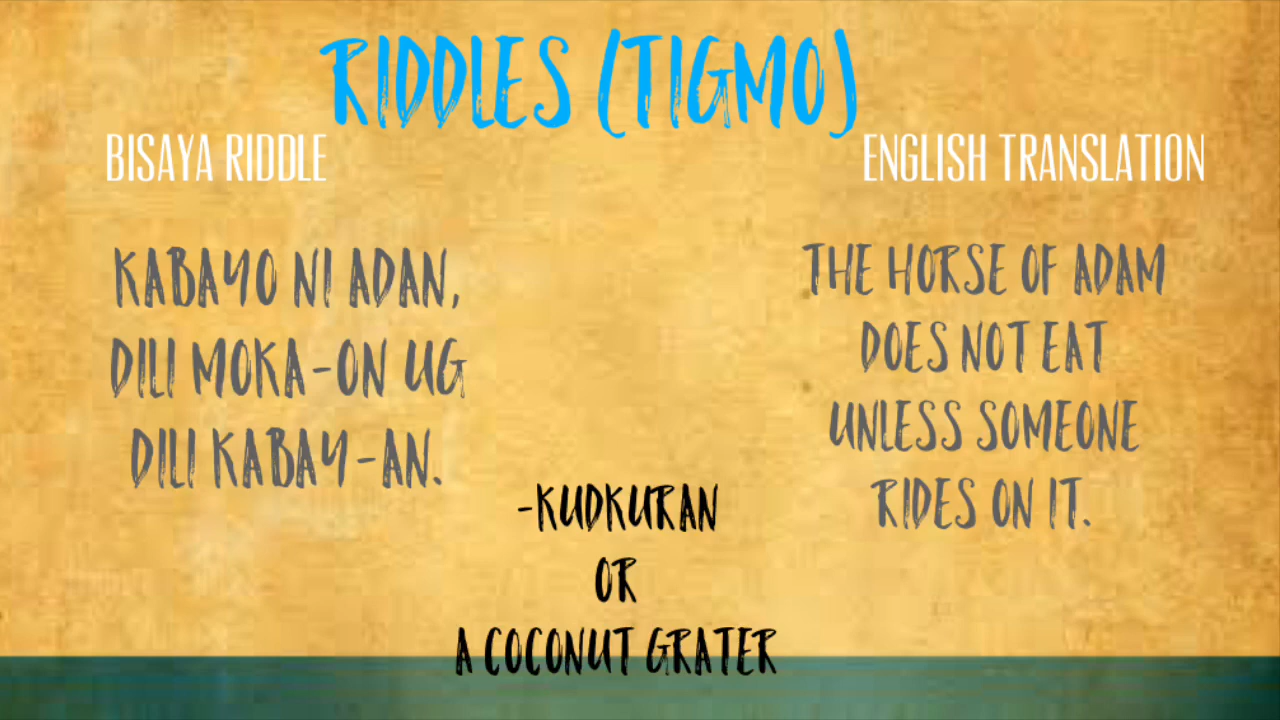 RIDDLES (TIGMO)
BISAYA RIDDLE
KABAYO NI ADAN,
DILI MOKA-ON UG
DILI KABAY-AN.
ENGLISH TRANSLATION
THE HORSE OF ADAM
DOES NOT EAT
UNLESS SOMEONE
RIDES ON IT.
-KUDKURAN
OR
A COCONUT GRATER